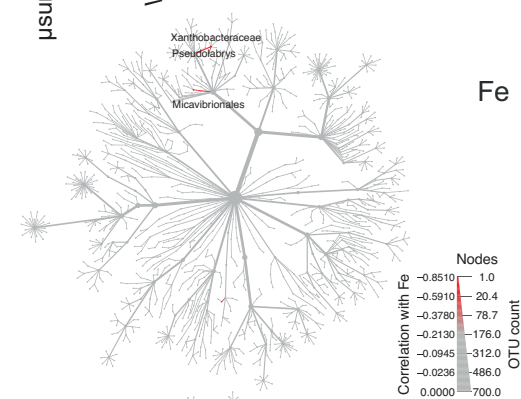 Xanthobacteraceae
Pseudolabrys
Micavibrionales
Fe
Nodes
Correlation with Fe
OTU count
–0.8510 1.0
–0.5910 20.4
–0.3780 78.7
–0.2130 176.0
–0.0945 312.0
–0.0236 486.0
0.0000 700.0